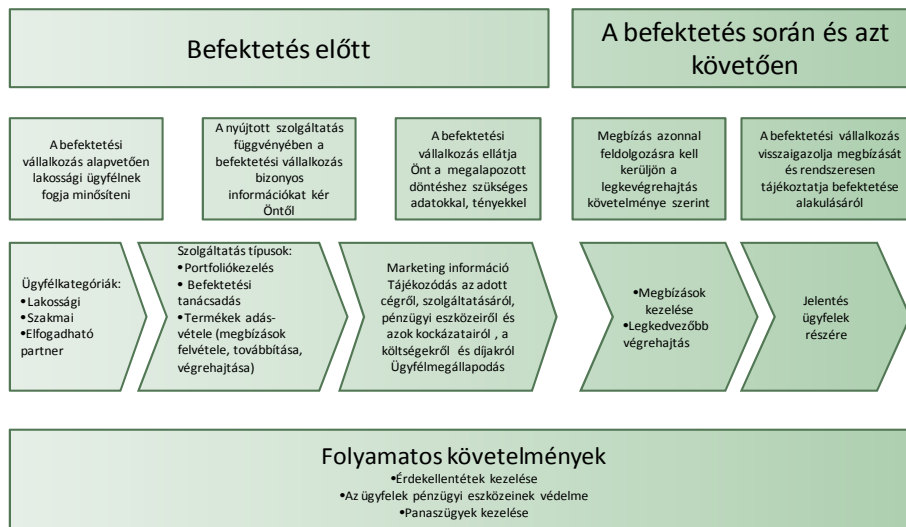 Befektetés előtt
A befektetés során és azt
követően
A befektetési
vállalkozás alapvetően
lakossági ügyfélnek
fogja minősíteni
A nyújtott szolgáltatás
függvényében a
befektetési vállalkozás
bizonyos
információkat kér
Öntől
A befektetési
vállalkozás ellátja
Önt a megalapozott
döntéshez szükséges
adatokkal, tényekkel
Megbízás azonnal
feldolgozásra kell
kerüljön a
legkevégrehajtás
követelménye szerint
A befektetési vállalkozás
visszaigazolja megbízását
és rendszeresen
tájékoztatja befektetése
alakulásáról
Ügyfélkategóriák:
•Lakossági
•Szakmai
•Elfogadható
partner
Szolgáltatás típusok:
•Portfoliókezelés
• Befektetési
tanácsadás
•Termékek adás-
vétele (megbízások
felvétele, továbbítása,
végrehajtása)
Marketing információ
Tájékozódás az adott
cégről, szolgáltatásáról,
pénzügyi eszközeiről és
azok kockázatairól , a
költségekről és díjakról
Ügyfélmegállapodás
•Megbízások
kezelése
•Legkedvezőbb
végrehajtás
Jelentés
ügyfelek
részére
Folyamatos követelmények
•Érdekellentétek kezelése
•Az ügyfelek pénzügyi eszközeinek védelme
•Panaszügyek kezelése